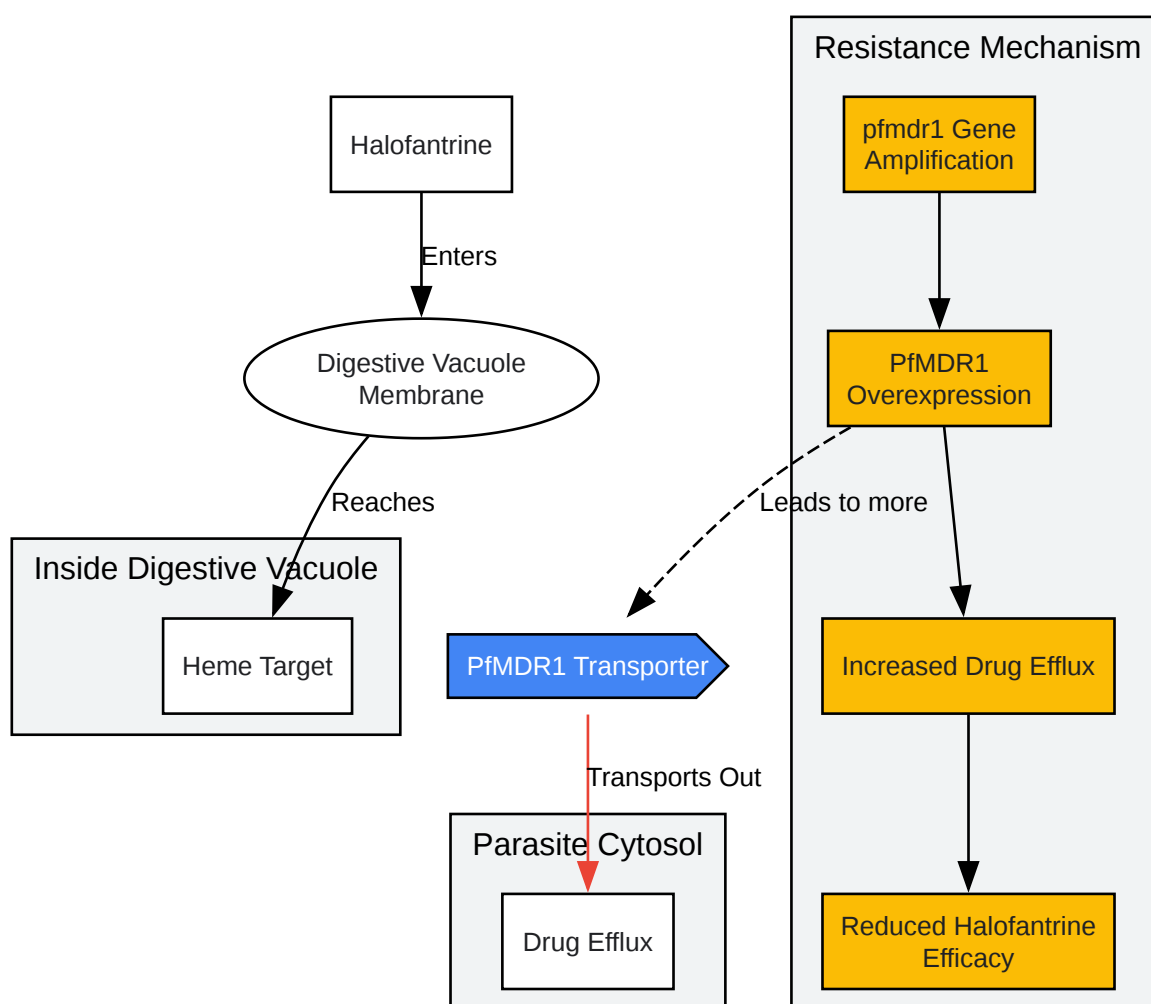 Resistance Mechanism
Halofantrine
pfmdr1 Gene
Amplification
Enters
Digestive Vacuole
Membrane
PfMDR1
Overexpression
Reaches
Leads to more
Inside Digestive Vacuole
Heme Target
PfMDR1 Transporter
Increased Drug Efflux
Transports Out
Parasite Cytosol
Drug Efflux
Reduced Halofantrine
Efficacy